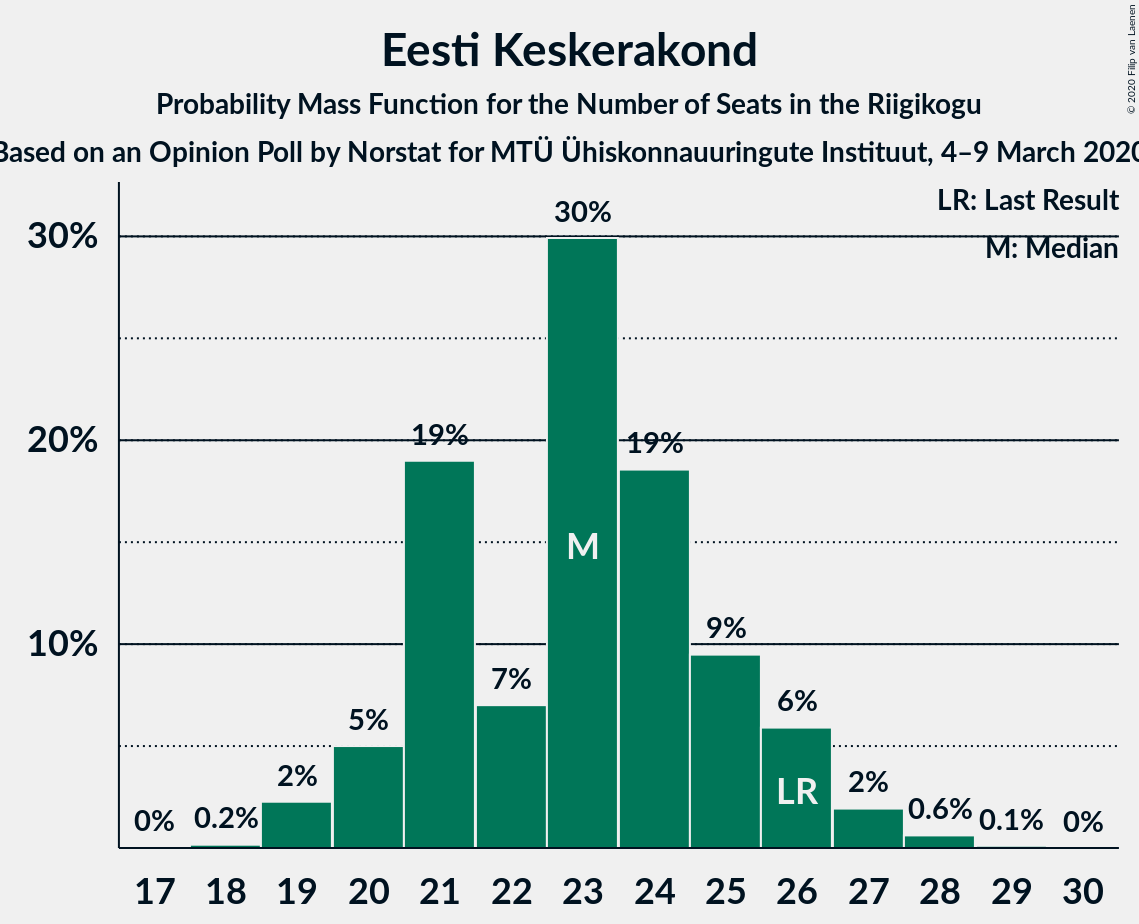 Eesti Keskerakond
Probability Mass Function for the Number of Seats in the Riigikogu
Based on an Opinion Poll by Norstat for MTÜ Ühiskonnauuringute Instituut, 4–9 March 2020
© 2020 Filip van Laenen
LR: Last Result
M: Median
30%
20%
10%
0%
0.2%
2%
5%
19%
7%
30%
19%
9%
6%
2%
0.6%
0.1%
0%
M
LR
17 18 19 20 21 22 23 24 25 26 27 28 29 30